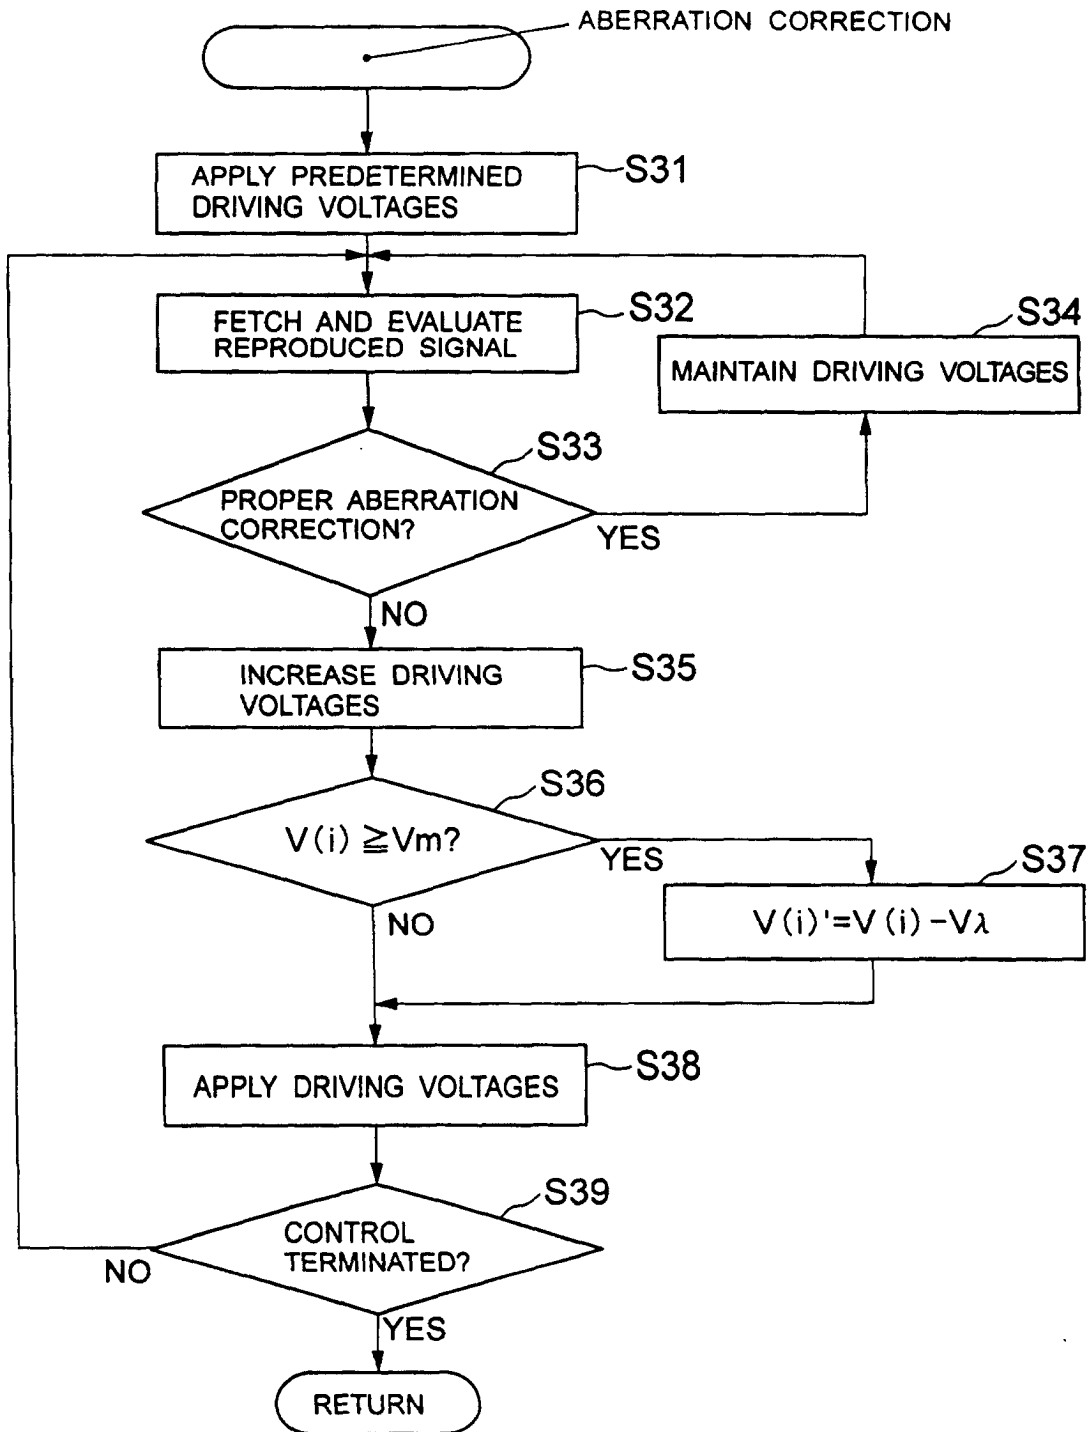 ABERRATION CORRECTION
APPLY PREDETERMINED
DRIVING VOLTAGES
S31
FETCH AND EVALUATE
REPRODUCED SIGNAL
S32
S34
MAINTAIN DRIVING VOLTAGES
S33
PROPER ABERRATION
CORRECTION?
YES
NO
INCREASE DRIVING
VOLTAGES
S35
S36
V(i) ≧Vm?
YES
NO
S37
V(i)'=V(i)-Vλ
APPLY DRIVING VOLTAGES
S38
S39
CONTROL
TERMINATED?
NO
YES
RETURN